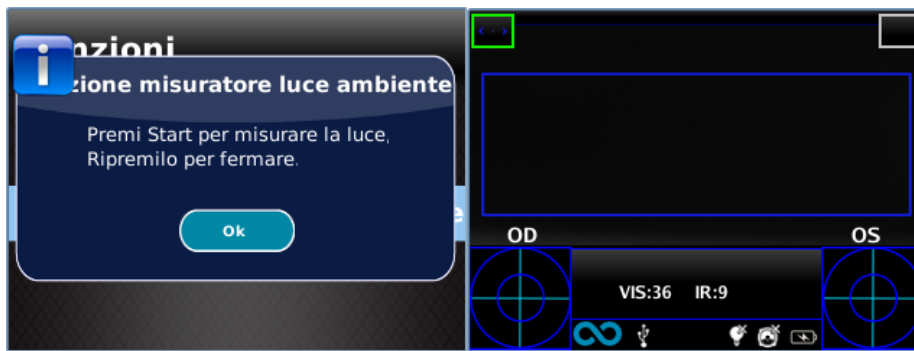 nzioni
zione misuratore luce ambiente
Premi Start per misurare la luce,
Ripremilo per fermare.
Ok
e
OD
OS
VIS:36 IR:9